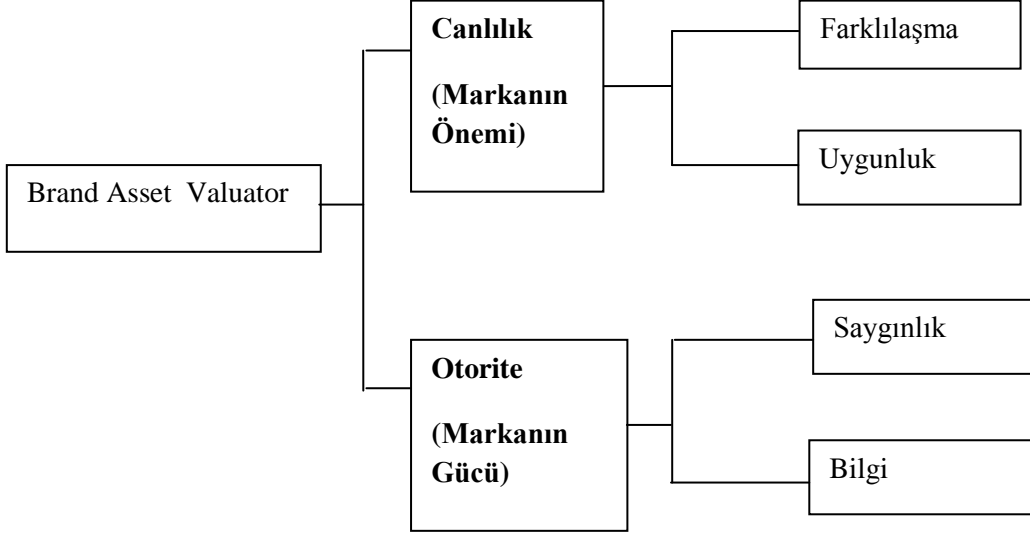 Brand Asset Valuator
Canlılık
(Markanın
Önemi)
Farklılaşma
Uygunluk
Otorite
(Markanın
Gücü)
Saygınlık
Bilgi